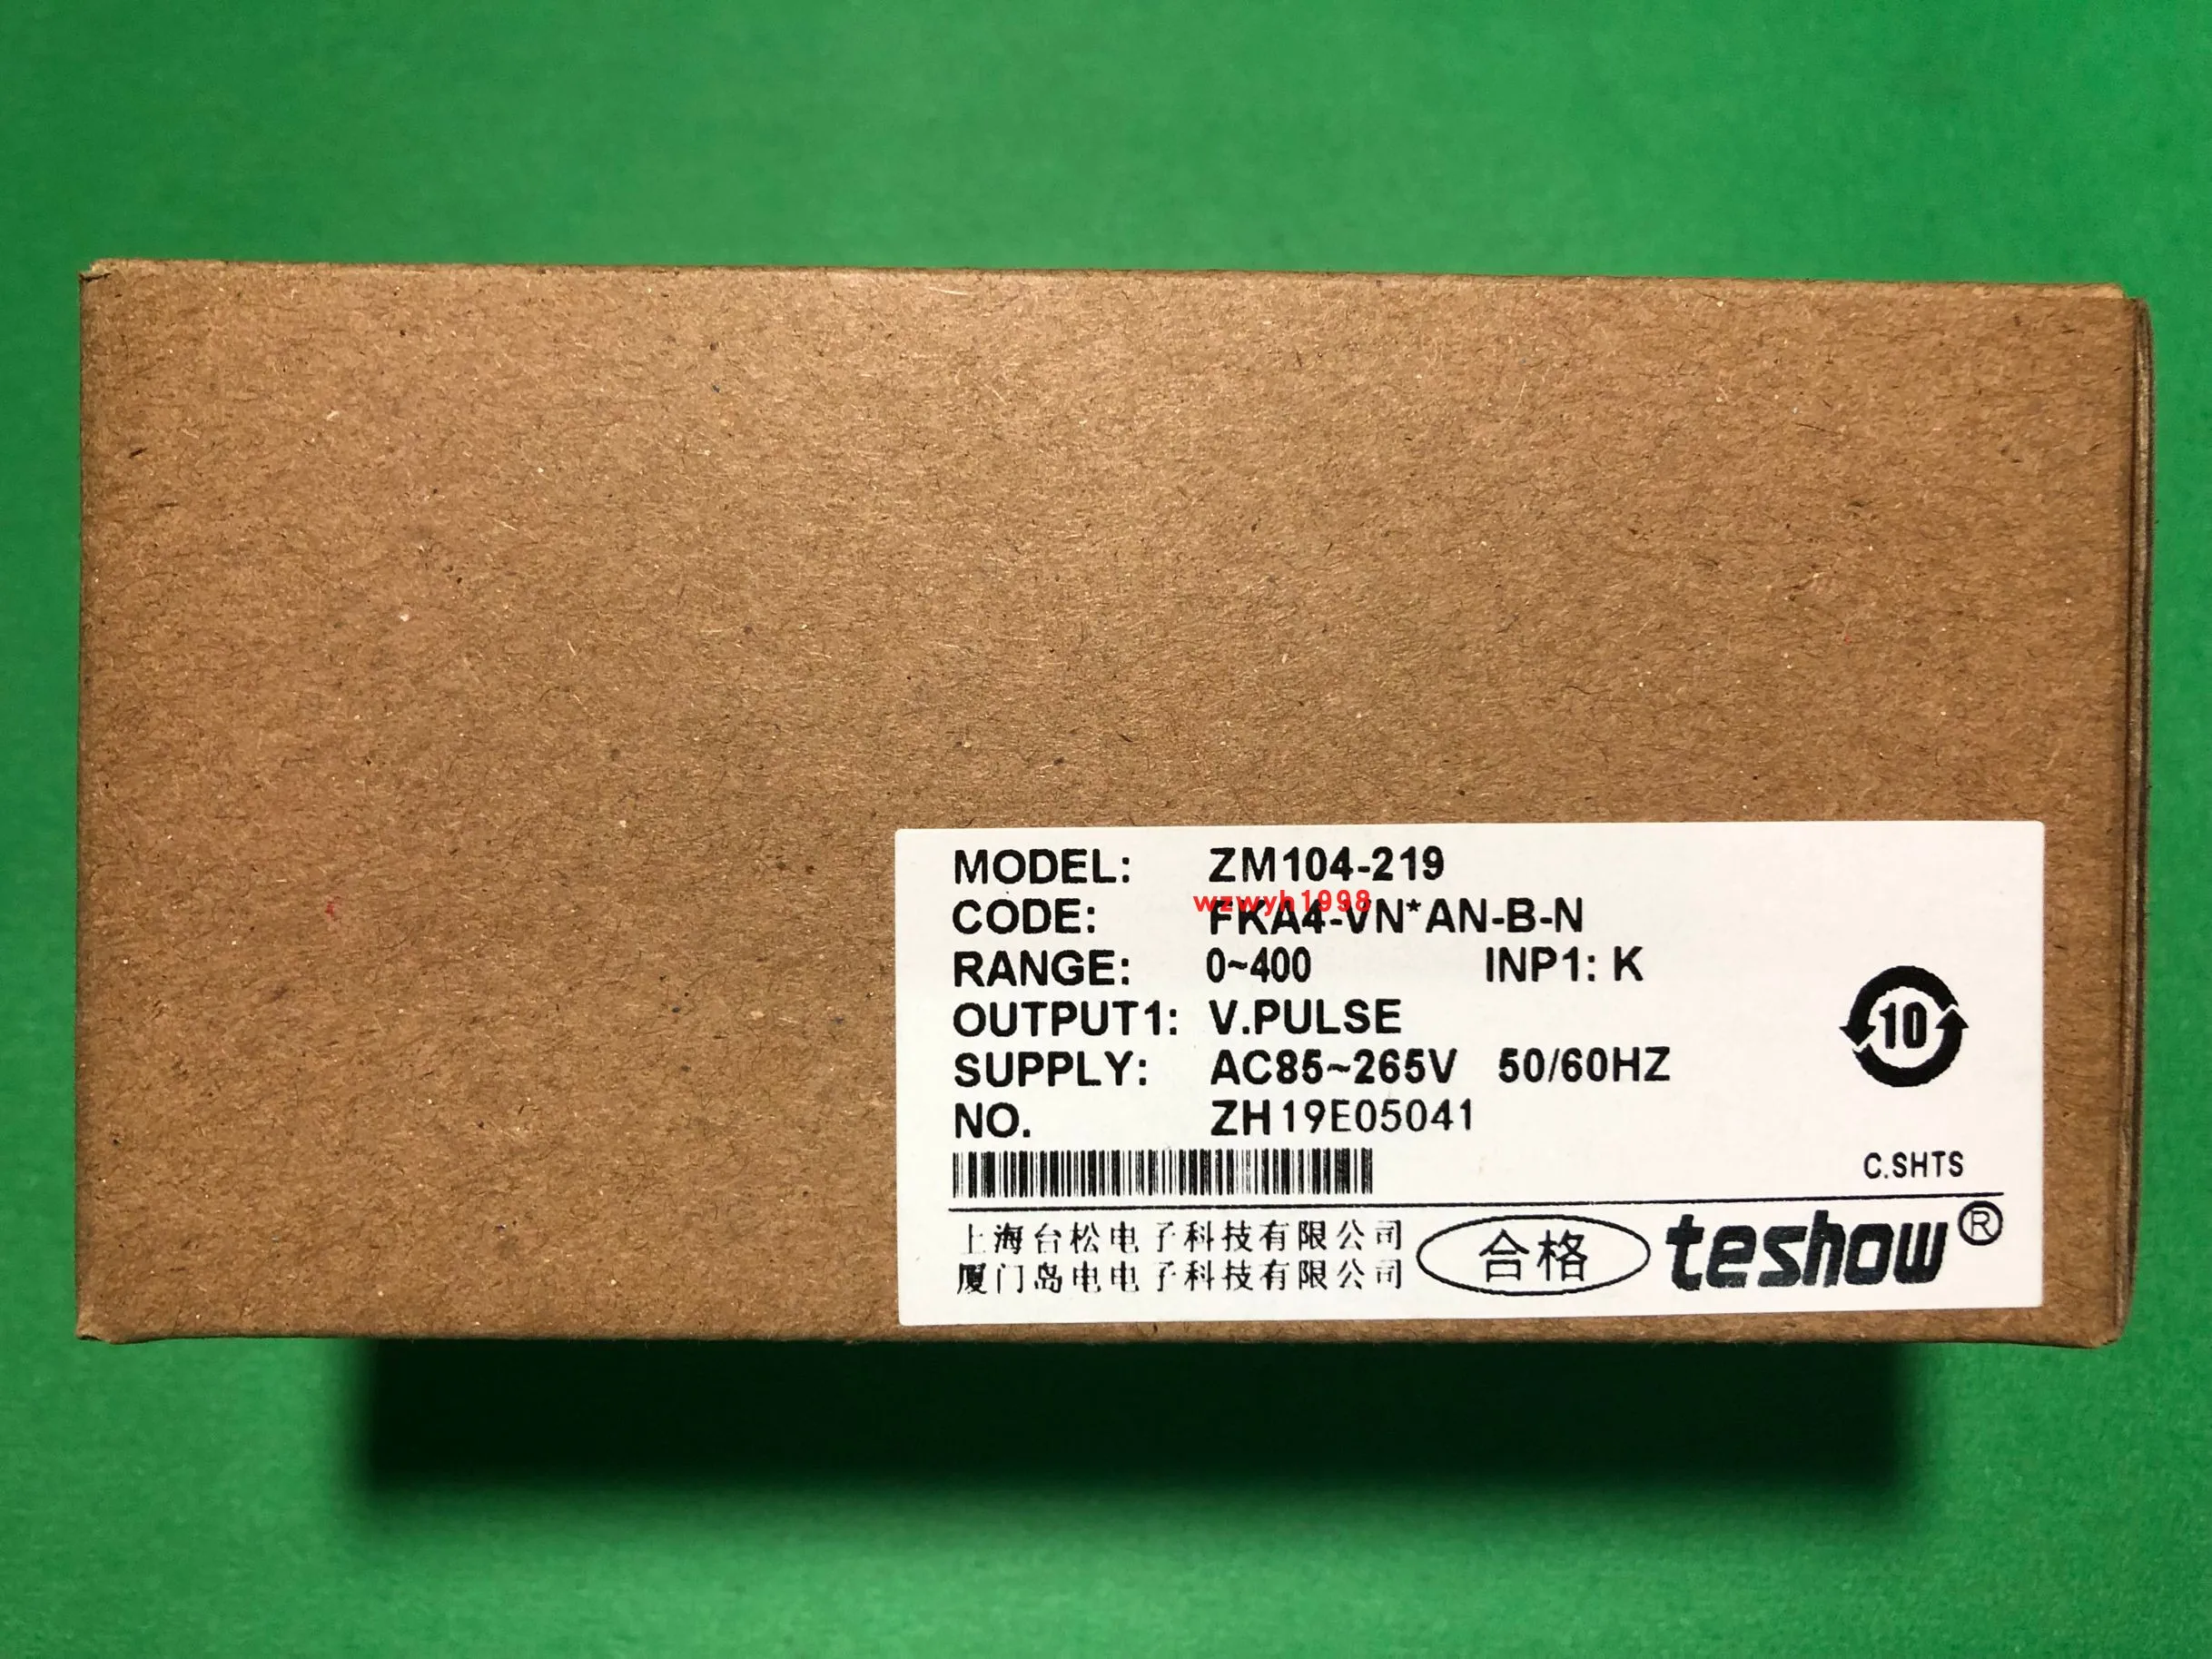 MODEL: ZM104-219
wzwyh1998
CODE: FKA4-VN*AN-B-N
RANGE: 0~400 INP1: K
OUTPUT1: V.PULSE
SUPPLY: AC85~265V 50/60HZ
NO. ZH19E05041
10
C.SHTS
上海台松电子科技有限公司
厦门岛电电子科技有限公司
合格
teshow®